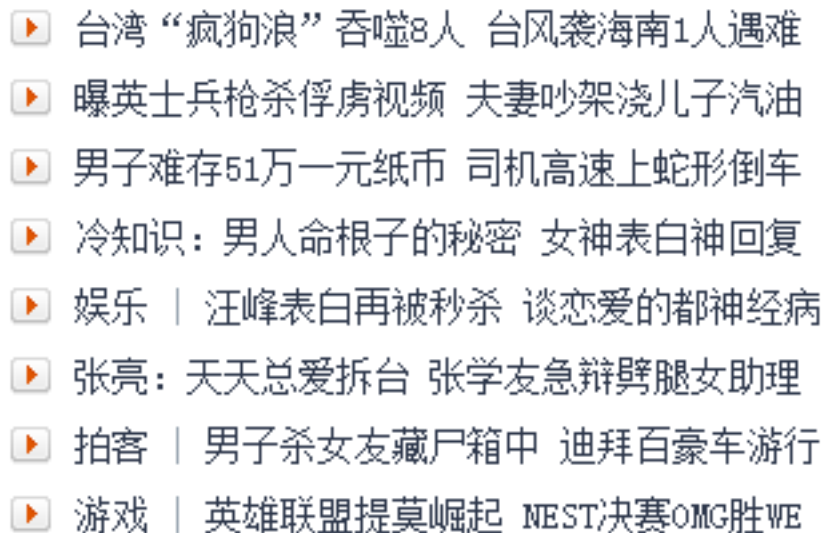 台湾“疯狗浪”吞噬8人 台风袭海南1人遇难
曝英士兵枪杀俘虏视频 夫妻吵架浇儿子汽油
男子难存51万一元纸币 司机高速上蛇形倒车
冷知识：男人命根子的秘密 女神表白神回复
娱乐 | 汪峰表白再被秒杀 谈恋爱的都神经病
张亮：天天总爱拆台 张学友急辩劈腿女助理
拍客 | 男子杀女友藏尸箱中 迪拜百豪车游行
游戏 | 英雄联盟提莫崛起 NEST决赛OMG胜WE